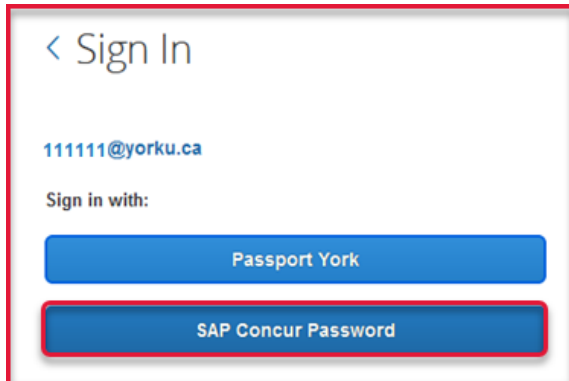 Sign In
111111@yorku.ca
Sign in with:
Passport York
SAP Concur Password